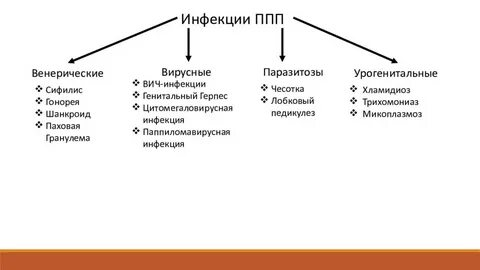 Инфекции ППП
Венерические
❖ Сифилис
❖ Гонорея
❖ Шанкроид
❖ Паховая
Гранулема
Вирусные
❖ ВИЧ-инфекции
❖ Генитальный Герпес
❖ Цитомегаловирусная
инфекция
❖ Паппиломавирусная
инфекция
Паразитозы
❖ Чесотка
❖ Лобковый
педикулез
Урогенитальные
❖ Хламидиоз
❖ Трихомониаз
❖ Микоплазмоз